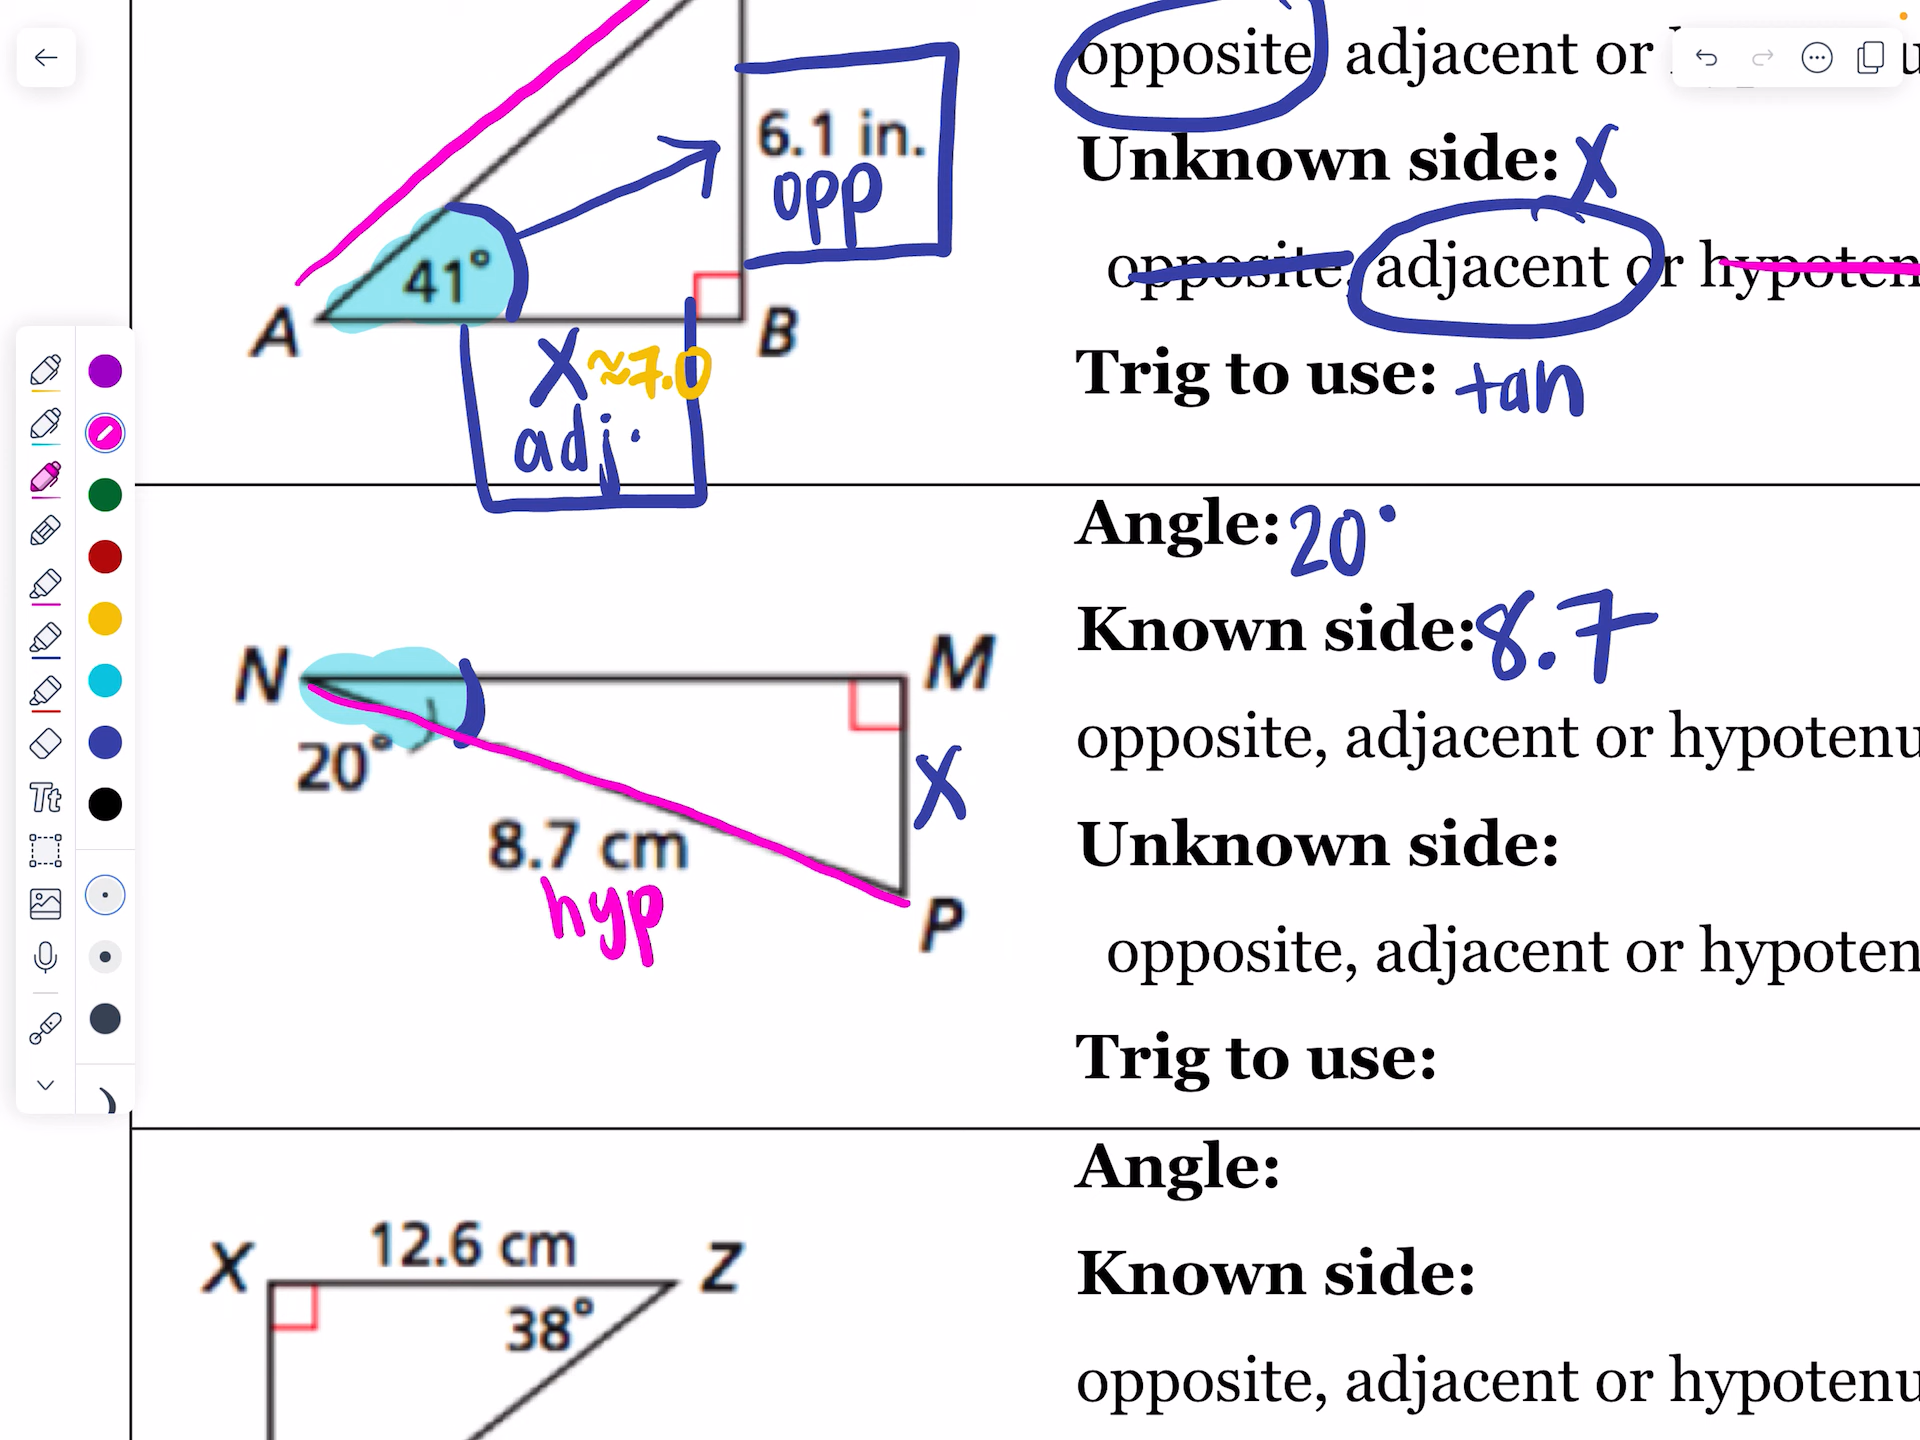 opposite, adjacent or
6.1 in.
opp
Unknown side: x
41°
opposite, adjacent or hypoten
A
B
x ≈7.0
adj.
Trig to use: tan
Angle: 20°
Known side: 8.7
N
M
20°
opposite, adjacent or hypotenu
x
8.7 cm
hyp
Unknown side:
P
opposite, adjacent or hypoten
Trig to use:
Angle:
X
12.6 cm
Z
Known side:
38°
opposite, adjacent or hypotenu
Tt